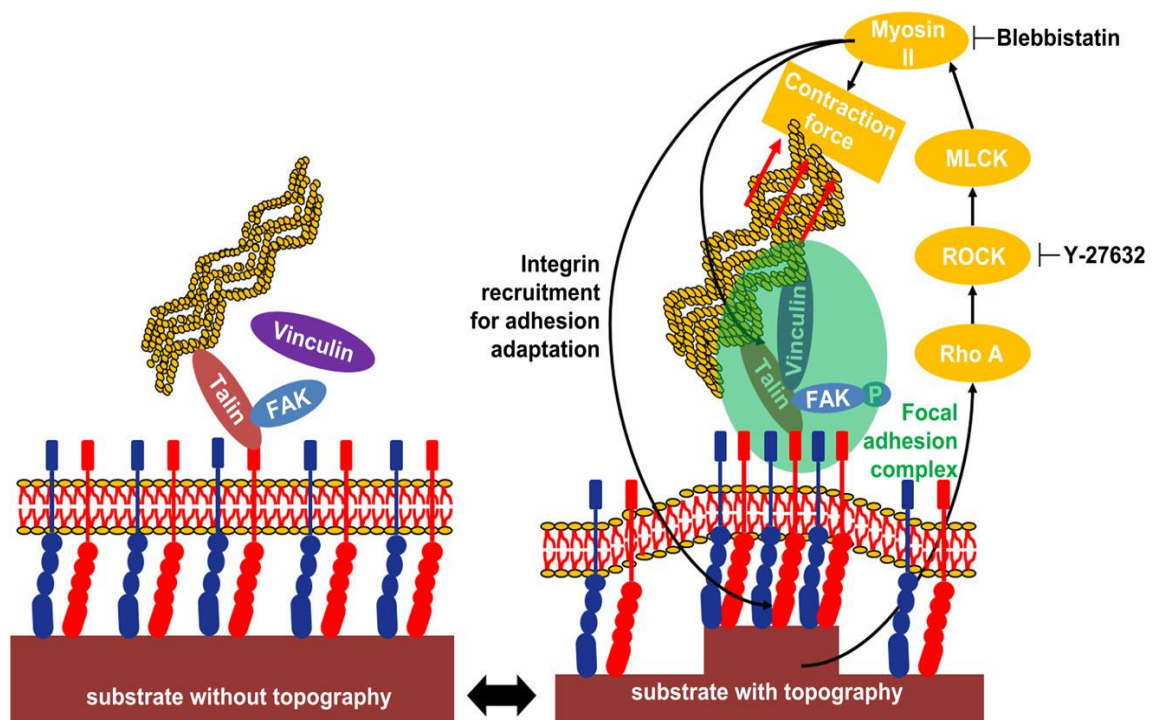 Myosin
II
Blebbistatin
Contraction
force
MLCK
Integrin
recruitment
for adhesion
adaptation
ROCK
Y-27632
Vinculin
Talin
FAK
Vinculin
Talin
FAK
P
Rho A
Focal
adhesion
complex
substrate without topography
substrate with topography